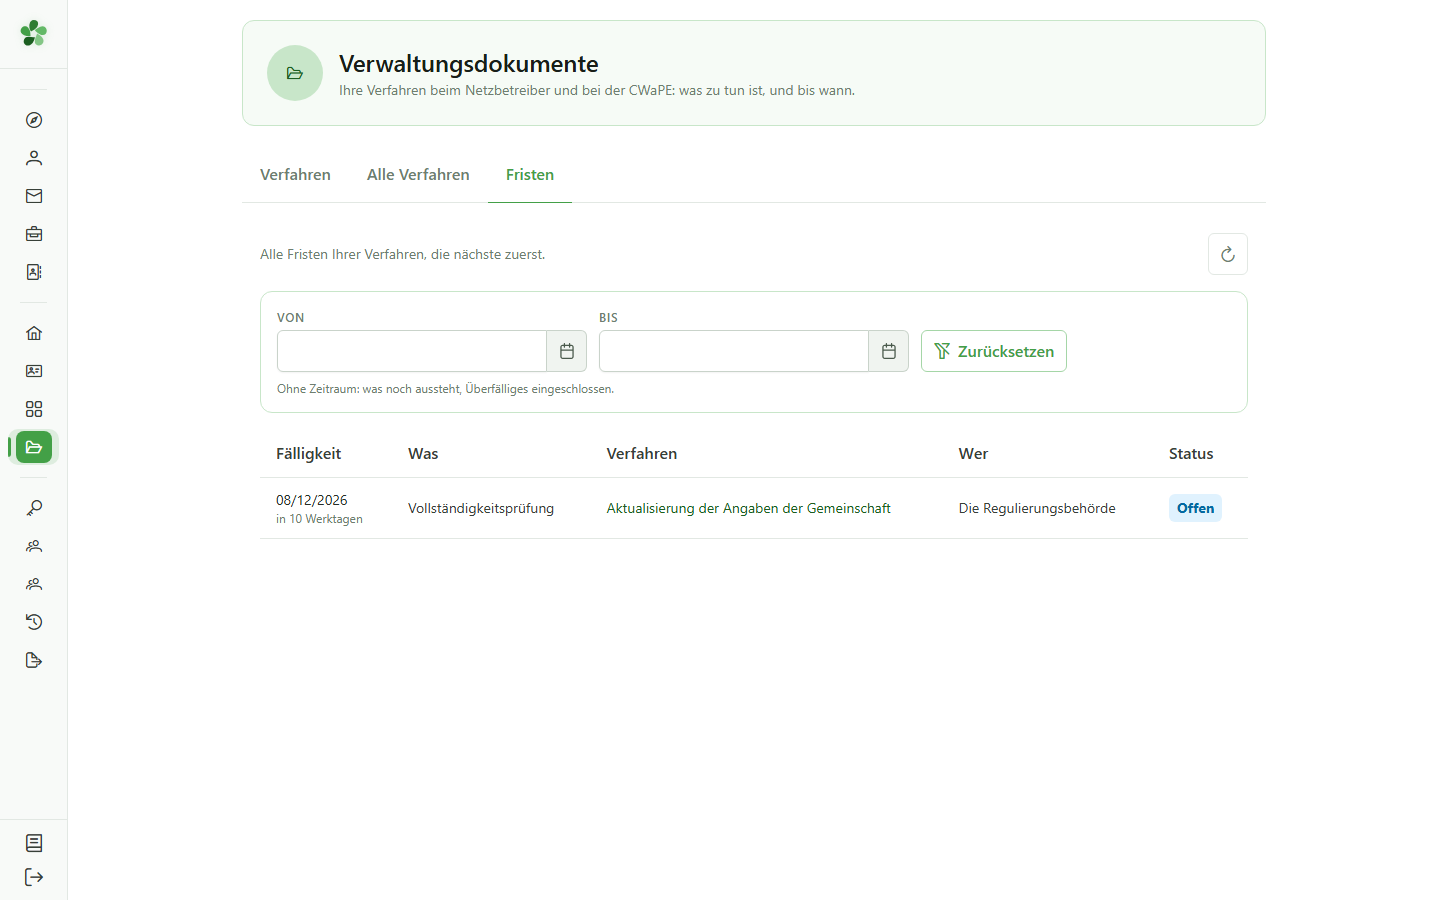 Verwaltungsdokumente
Ihre Verfahren beim Netzbetreiber und bei der CWaPE: was zu tun ist, und bis wann.
Verfahren
Alle Verfahren
Fristen
Alle Fristen Ihrer Verfahren, die nächste zuerst.
VON
BIS
Zurücksetzen
Ohne Zeitraum: was noch aussteht, Überfälliges eingeschlossen.
Fälligkeit Was Verfahren Wer Status
08/12/2026
in 10 Werktagen
Vollständigkeitsprüfung
Aktualisierung der Angaben der Gemeinschaft
Die Regulierungsbehörde
Offen